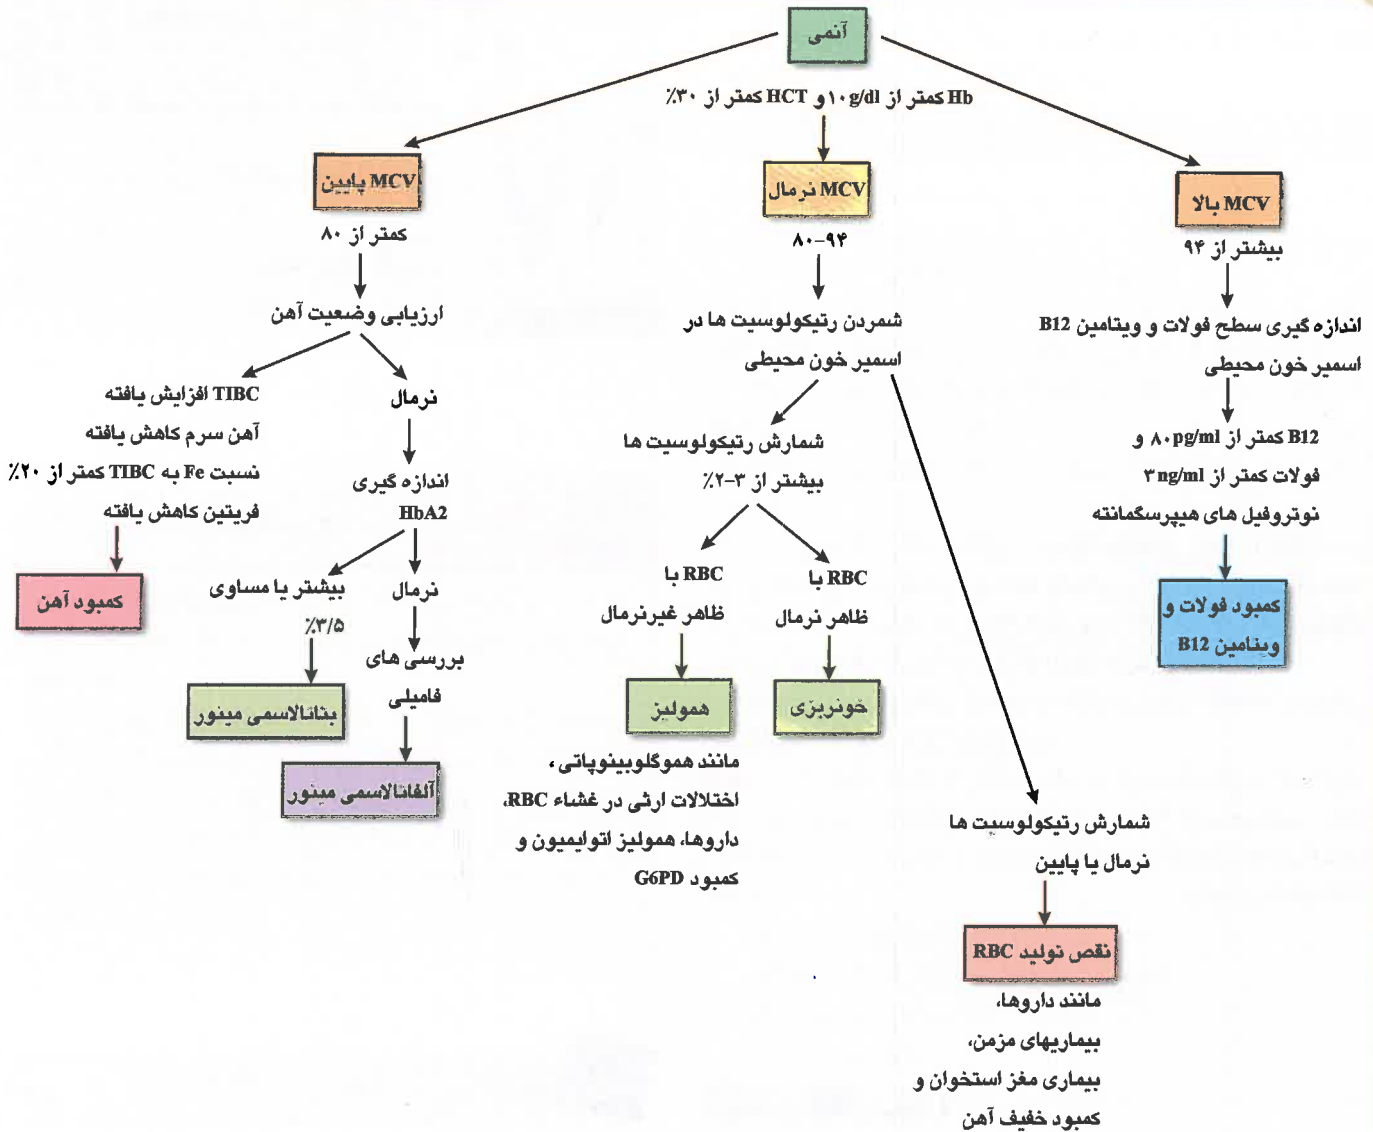 آنمی
Hb کمتر از ۱۰g/dl و HCT کمتر از ۳۰٪
MCV بالا
بیشتر از ۹۴
اندازه گیری سطح فولات و ویتامین B12
اسمیر خون محیطی
B12 کمتر از ۸۰pg/ml و
فولات کمتر از ۳ng/ml
نوتروفیل های هیپرسگمانته
کمبود فولات و
ویتامین B12
MCV نرمال
۸۰-۹۴
شمردن رتیکولوسیت ها در
اسمیر خون محیطی
شمارش رتیکولوسیت ها
بیشتر از ۳-۲٪
RBC با
ظاهر نرمال
خونریزی
RBC با
ظاهر غیرنرمال
همولیز
مانند هموگلوبینوپاتی،
اختلالات ارثی در غشاء RBC،
داروها، همولیز اتوایمیون و
کمبود G6PD
شمارش رتیکولوسیت ها
نرمال یا پایین
نقص تولید RBC
مانند داروها،
بیماریهای مزمن،
بیماری مغز استخوان و
کمبود خفیف آهن
MCV پایین
کمتر از ۸۰
ارزیابی وضعیت آهن
نرمال
اندازه گیری
HbA2
نرمال
بررسی های
فامیلی
آلفاتالاسمی مینور
بیشتر یا مساوی
۳/۵٪
بتاتالاسمی مینور
TIBC افزایش یافته
آهن سرم کاهش یافته
نسبت Fe به TIBC کمتر از ۲۰٪
فریتین کاهش یافته
کمبود آهن